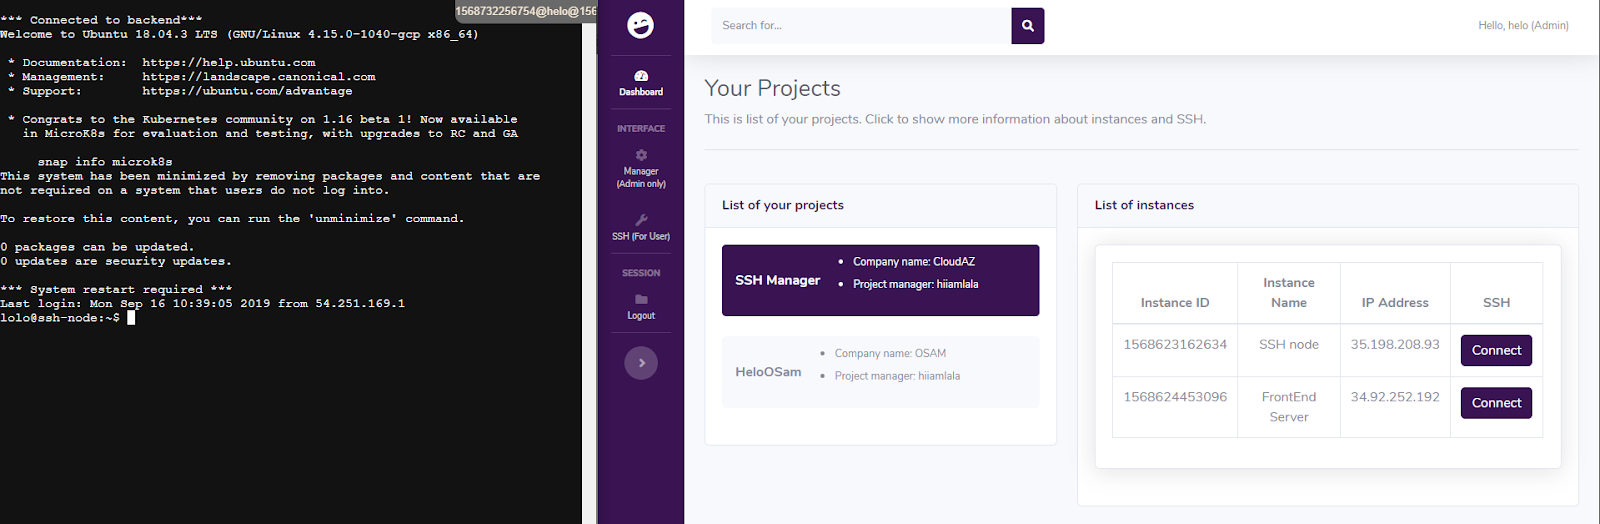 1568732256754@helo@156
*** Connected to backend***
Welcome to Ubuntu 18.04.3 LTS (GNU/Linux 4.15.0-1040-gcp x86_64)
* Documentation:  https://help.ubuntu.com
* Management:     https://landscape.canonical.com
* Support:        https://ubuntu.com/advantage
* Congrats to the Kubernetes community on 1.16 beta 1! Now available
in MicroK8s for evaluation and testing, with upgrades to RC and GA
snap info microk8s
This system has been minimized by removing packages and content that are
not required on a system that users do not log into.
To restore this content, you can run the 'unminimize' command.
0 packages can be updated.
0 updates are security updates.
*** System restart required ***
Last login: Mon Sep 16 10:39:05 2019 from 54.251.169.1
lolo@ssh-node:~$
Dashboard
INTERFACE
Manager
(Admin only)
SSH (For User)
SESSION
Logout
Search for...
Hello, helo (Admin)
Your Projects
This is list of your projects. Click to show more information about instances and SSH.
List of your projects
SSH Manager
• Company name: CloudAZ
• Project manager: hiiamlala
HeloOSam
• Company name: OSAM
• Project manager: hiiamlala
List of instances
Instance ID Instance Name IP Address SSH
1568623162634 SSH node 35.198.208.93 Connect
1568624453096 FrontEnd Server 34.92.252.192 Connect